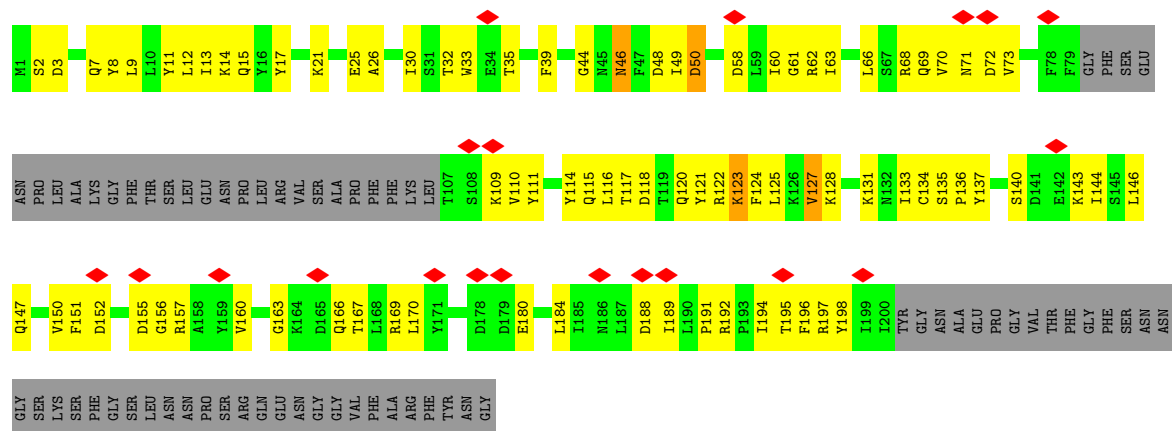 M1 S2 D3 Q7 Y8 L9 L10 Y11 L12 I13 K14 Q15 Y16 Y17 K21 E25 A26 I30 S31 T32 W33 E34 T35 F39 G44 N45 N46 F47 D48 I49 D50 D58 L59 I60 G61 R62 I63 L66 S67 R68 Q69 V70 N71 D72 V73 F78 F79 GLY PHE SER GLU
ASN PRO LEU ALA LYS GLY PHE THR SER LEU GLU ASN PRO LEU ARG VAL SER ALA PRO PHE PHE LYS LEU T107 S108 K109 V110 Y111 Y114 Q115 L116 T117 D118 T119 Q120 Y121 R122 K123 F124 L125 K126 V127 K128 K131 N132 I133 C134 S135 P136 Y137 S140 D141 E142 K143 I144 S145 L146
Q147 V150 F151 D152 D155 G156 R157 A158 Y159 V160 G163 K164 D165 Q166 T167 L168 R169 L170 Y171 D178 D179 E180 L184 I185 N186 L187 D188 I189 L190 P191 R192 P193 I194 T195 F196 R197 Y198 I199 I200 TYR GLY ASN ALA GLU PRO GLY VAL THR PHE GLY PHE SER ASN ASN
GLY SER LYS SER PHE GLY SER LEU ASN ASN PRO SER ARG GLN GLU ASN GLY GLY VAL PHE ALA ARG PHE TYR ASN GLY